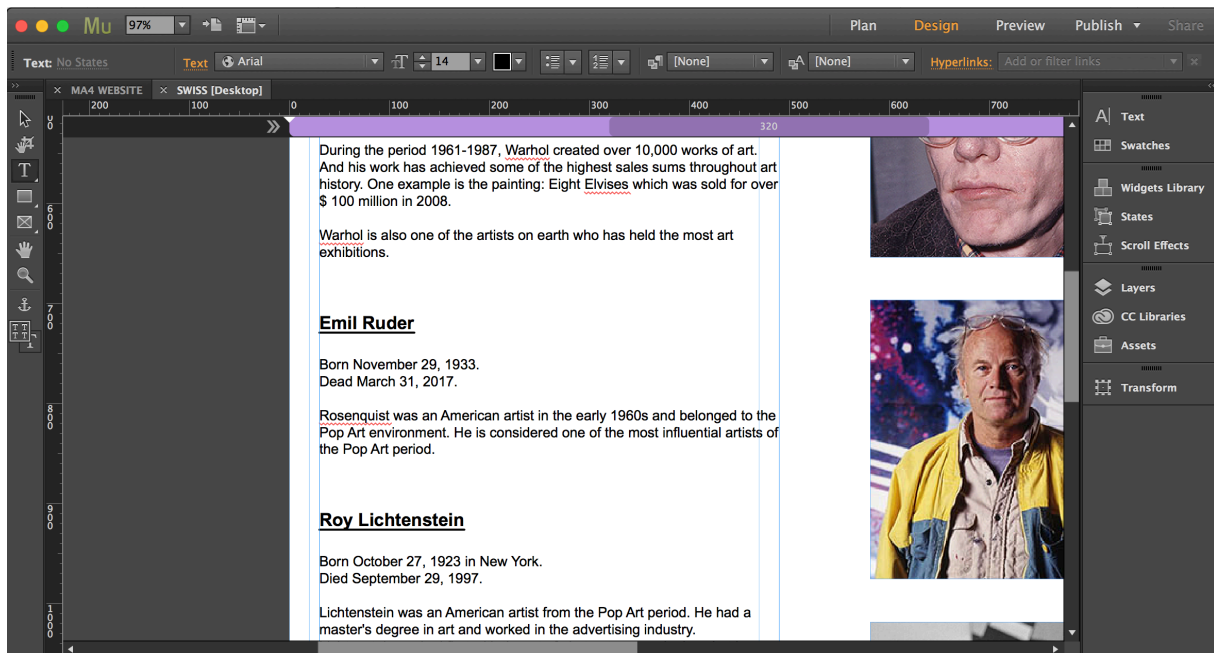 Mu 97% Plan Design Preview Publish Share
Text: No States Text Arial 14 [None] [None] Hyperlinks: Add or filter links
× MA4 WEBSITE × SWISS [Desktop]
200 100 0 100 200 300 400 500 600 700
320
During the period 1961-1987, Warhol created over 10,000 works of art.
And his work has achieved some of the highest sales sums throughout art
history. One example is the painting: Eight Elvises which was sold for over
$ 100 million in 2008.
Warhol is also one of the artists on earth who has held the most art
exhibitions.
Emil Ruder
Born November 29, 1933.
Dead March 31, 2017.
Rosenquist was an American artist in the early 1960s and belonged to the
Pop Art environment. He is considered one of the most influential artists of
the Pop Art period.
Roy Lichtenstein
Born October 27, 1923 in New York.
Died September 29, 1997.
Lichtenstein was an American artist from the Pop Art period. He had a
master's degree in art and worked in the advertising industry.
600
700
800
900
1000
Text
Swatches
Widgets Library
States
Scroll Effects
Layers
CC Libraries
Assets
Transform